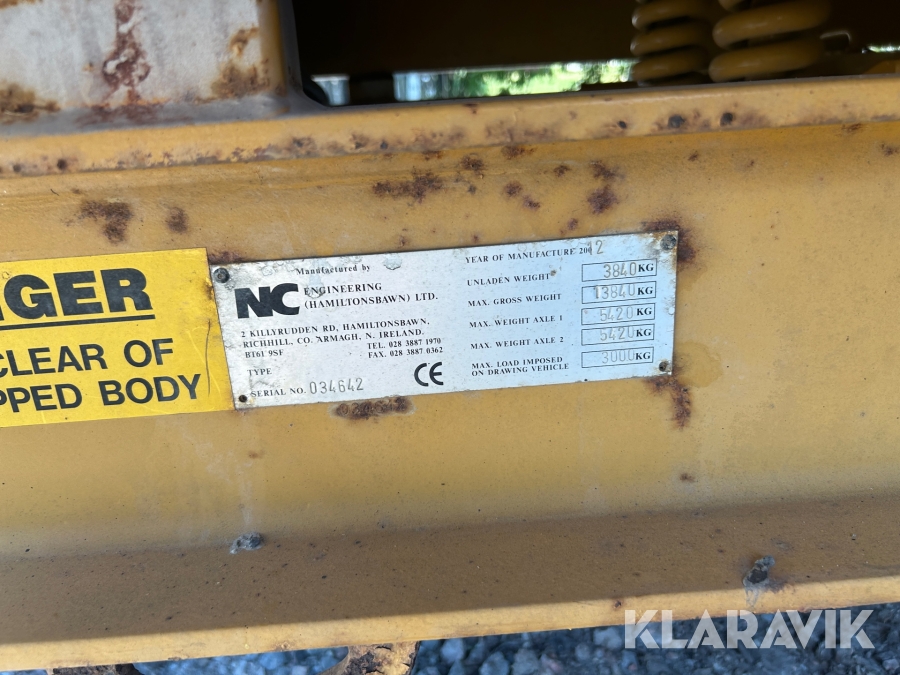 NGER
CLEAR OF
PPED BODY
Manufactured by
NC ENGINEERING
(HAMILTONSBAWN) LTD.
2 KILLYRUDDEN RD, HAMILTONSBAWN,
RICHHILL, CO. ARMAGH, N. IRELAND.
BT61 9SF TEL. 028 3887 1970
FAX. 028 3887 0362
TYPE
CE
SERIAL NO. 034642
YEAR OF MANUFACTURE 20012
UNLADEN WEIGHT 3840 KG
MAX. GROSS WEIGHT 13840 KG
MAX. WEIGHT AXLE 1 5420 KG
MAX. WEIGHT AXLE 2 5420 KG
MAX. LOAD IMPOSED
ON DRAWING VEHICLE 3000 KG
KLARAVIK